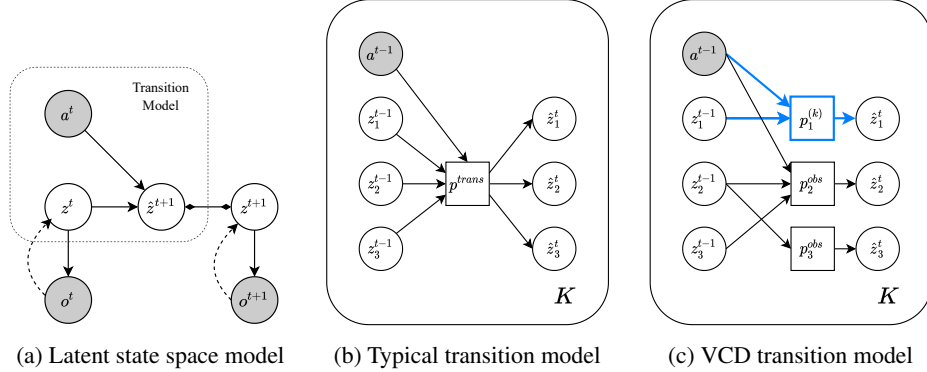 Transition
Model
a^t
z^t
ẑ^{t+1}
z^{t+1}
o^t
o^{t+1}
(a) Latent state space model
a^{t-1}
z_1^{t-1}
ẑ_1^t
z_2^{t-1}
p^{trans}
ẑ_2^t
z_3^{t-1}
ẑ_3^t
K
(b) Typical transition model
a^{t-1}
z_1^{t-1}
p_1^{(k)}
ẑ_1^t
z_2^{t-1}
p_2^{obs}
ẑ_2^t
z_3^{t-1}
p_3^{obs}
ẑ_3^t
K
(c) VCD transition model